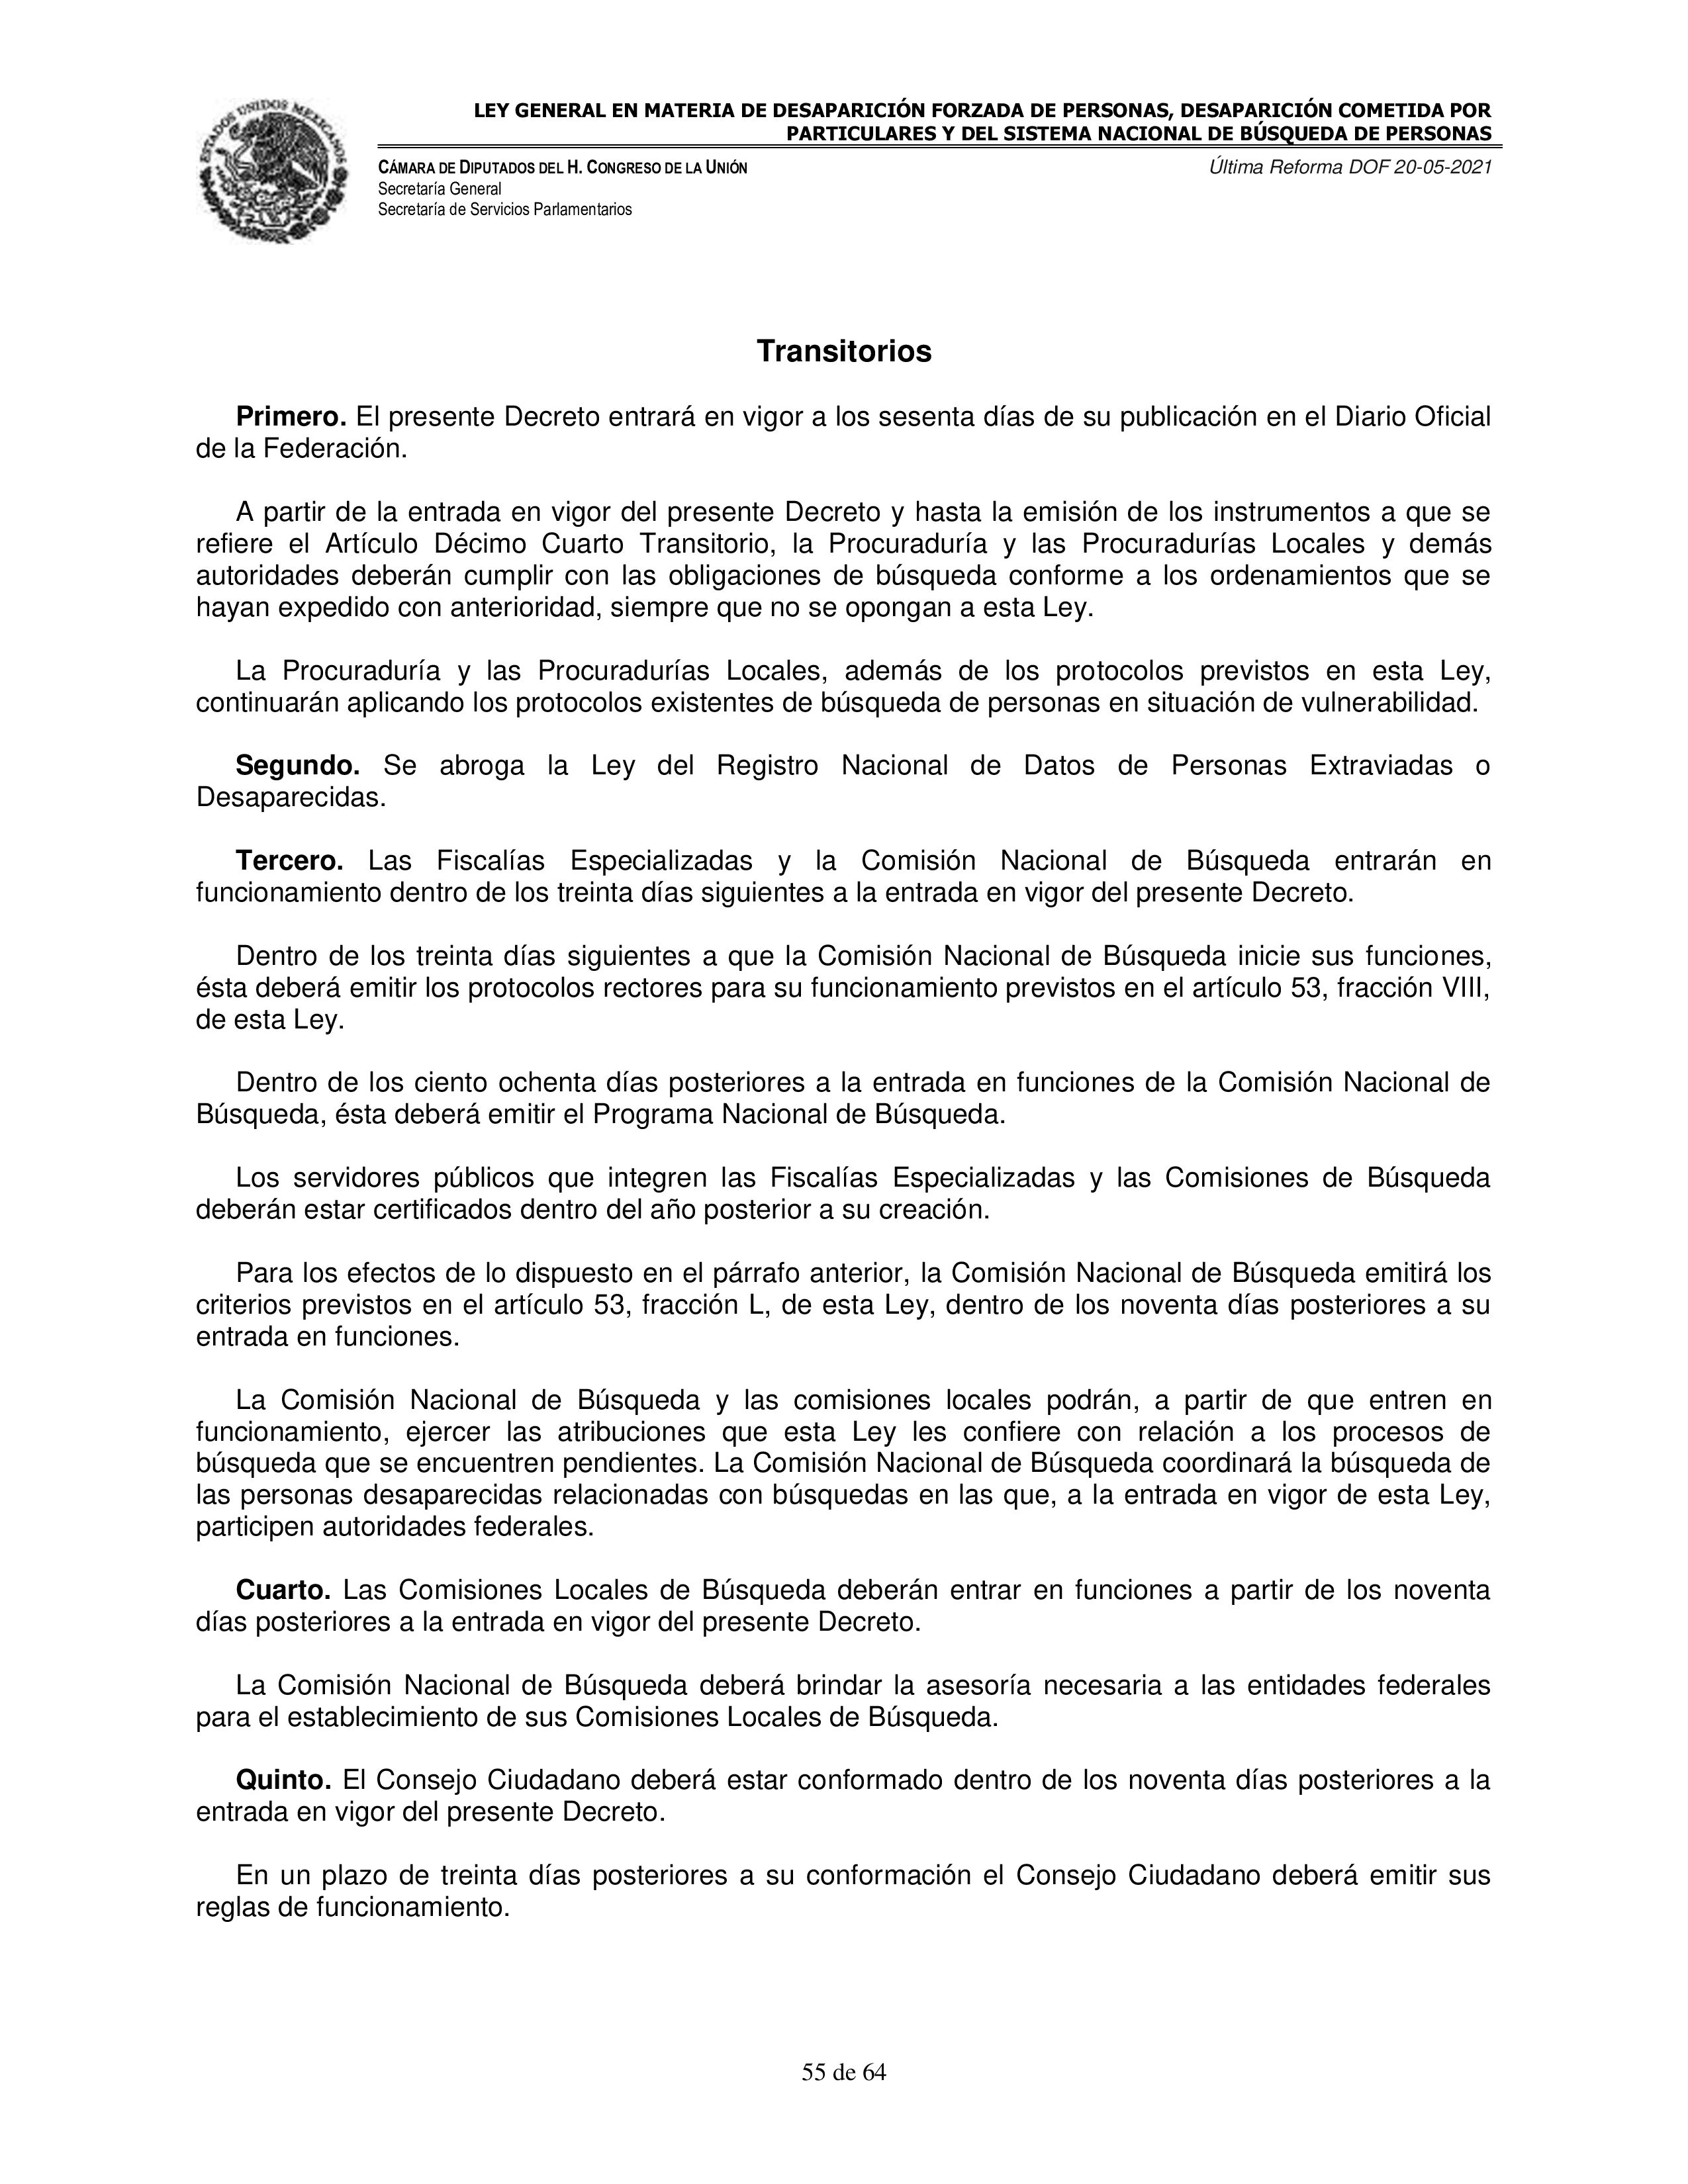 ESTADOS UNIDOS MEXICANOS
LEY GENERAL EN MATERIA DE DESAPARICIÓN FORZADA DE PERSONAS, DESAPARICIÓN COMETIDA POR
PARTICULARES Y DEL SISTEMA NACIONAL DE BÚSQUEDA DE PERSONAS
CÁMARA DE DIPUTADOS DEL H. CONGRESO DE LA UNIÓN
Última Reforma DOF 20-05-2021
Secretaría General
Secretaría de Servicios Parlamentarios
Transitorios
Primero. El presente Decreto entrará en vigor a los sesenta días de su publicación en el Diario Oficial
de la Federación.
A partir de la entrada en vigor del presente Decreto y hasta la emisión de los instrumentos a que se
refiere el Artículo Décimo Cuarto Transitorio, la Procuraduría y las Procuradurías Locales y demás
autoridades deberán cumplir con las obligaciones de búsqueda conforme a los ordenamientos que se
hayan expedido con anterioridad, siempre que no se opongan a esta Ley.
La Procuraduría y las Procuradurías Locales, además de los protocolos previstos en esta Ley,
continuarán aplicando los protocolos existentes de búsqueda de personas en situación de vulnerabilidad.
Segundo. Se abroga la Ley del Registro Nacional de Datos de Personas Extraviadas o
Desaparecidas.
Tercero. Las Fiscalías Especializadas y la Comisión Nacional de Búsqueda entrarán en
funcionamiento dentro de los treinta días siguientes a la entrada en vigor del presente Decreto.
Dentro de los treinta días siguientes a que la Comisión Nacional de Búsqueda inicie sus funciones,
ésta deberá emitir los protocolos rectores para su funcionamiento previstos en el artículo 53, fracción VIII,
de esta Ley.
Dentro de los ciento ochenta días posteriores a la entrada en funciones de la Comisión Nacional de
Búsqueda, ésta deberá emitir el Programa Nacional de Búsqueda.
Los servidores públicos que integren las Fiscalías Especializadas y las Comisiones de Búsqueda
deberán estar certificados dentro del año posterior a su creación.
Para los efectos de lo dispuesto en el párrafo anterior, la Comisión Nacional de Búsqueda emitirá los
criterios previstos en el artículo 53, fracción L, de esta Ley, dentro de los noventa días posteriores a su
entrada en funciones.
La Comisión Nacional de Búsqueda y las comisiones locales podrán, a partir de que entren en
funcionamiento, ejercer las atribuciones que esta Ley les confiere con relación a los procesos de
búsqueda que se encuentren pendientes. La Comisión Nacional de Búsqueda coordinará la búsqueda de
las personas desaparecidas relacionadas con búsquedas en las que, a la entrada en vigor de esta Ley,
participen autoridades federales.
Cuarto. Las Comisiones Locales de Búsqueda deberán entrar en funciones a partir de los noventa
días posteriores a la entrada en vigor del presente Decreto.
La Comisión Nacional de Búsqueda deberá brindar la asesoría necesaria a las entidades federales
para el establecimiento de sus Comisiones Locales de Búsqueda.
Quinto. El Consejo Ciudadano deberá estar conformado dentro de los noventa días posteriores a la
entrada en vigor del presente Decreto.
En un plazo de treinta días posteriores a su conformación el Consejo Ciudadano deberá emitir sus
reglas de funcionamiento.
55 de 64